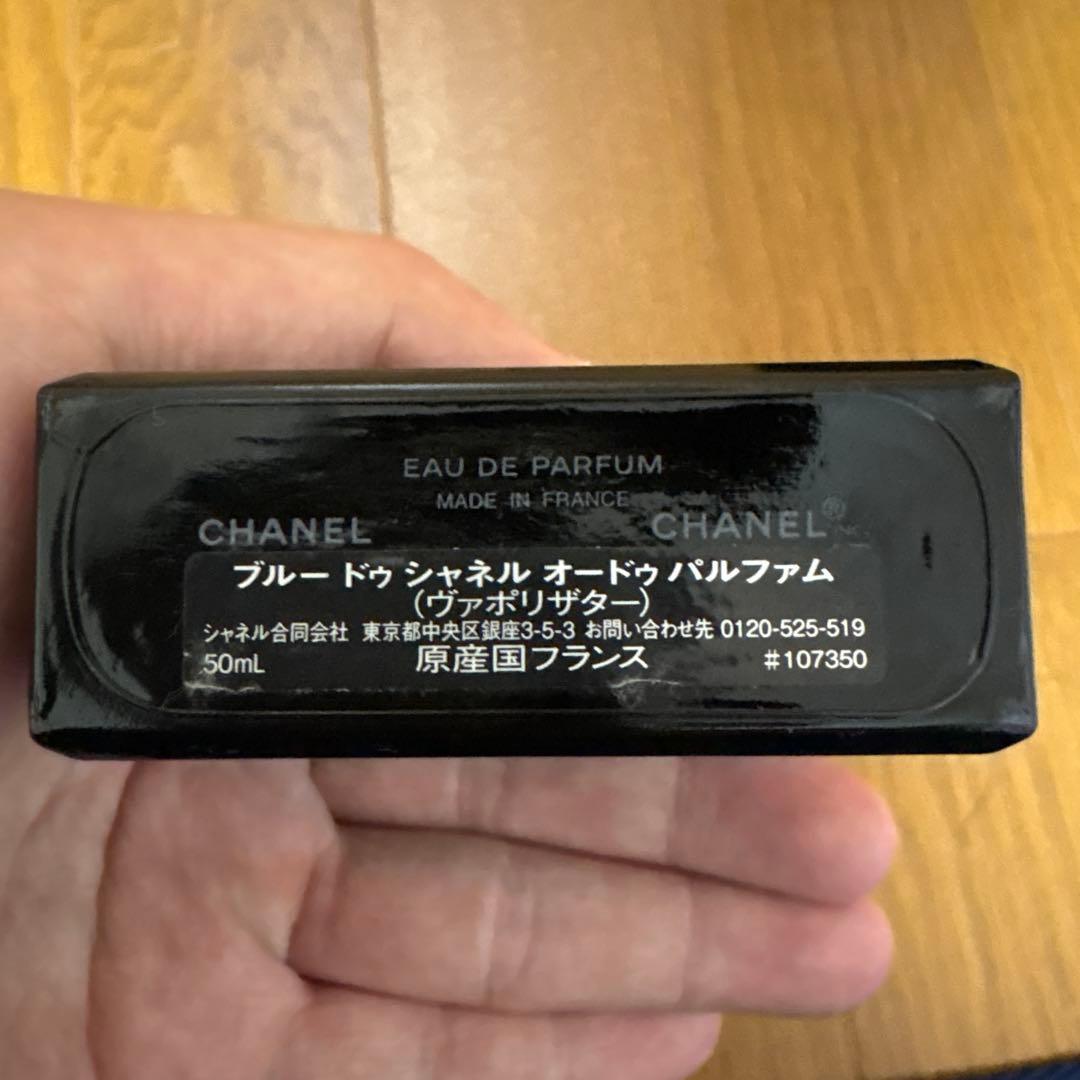 EAU DE PARFUM
MADE IN FRANCE
CHANEL CHANEL®
ブルー ドゥ シャネル オードゥ パルファム
(ヴァポリザター)
シャネル合同会社 東京都中央区銀座3-5-3 お問い合わせ先 0120-525-519
50mL 原産国フランス #107350